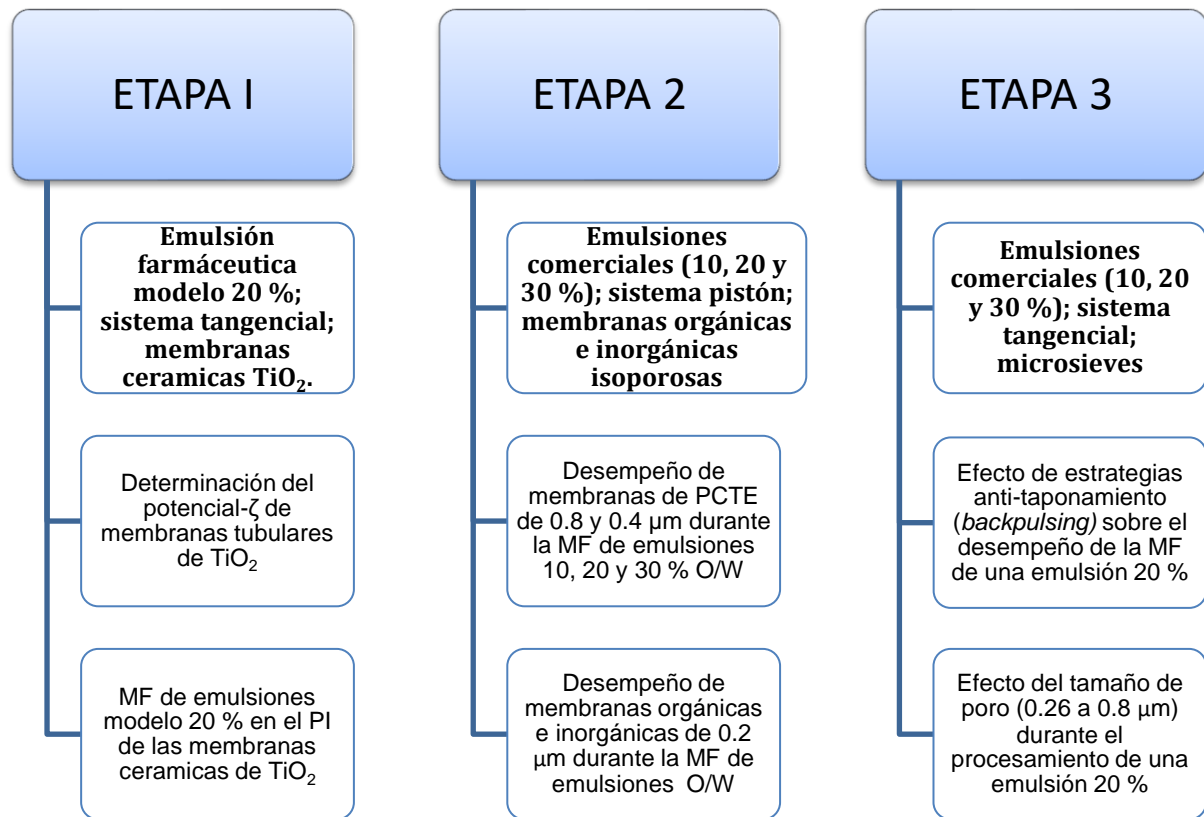 ETAPA I
Emulsión
farmáceutica
modelo 20 %;
sistema tangencial;
membranas
ceramicas TiO₂.
Determinación del
potencial-ζ de
membranas tubulares
de TiO₂
MF de emulsiones
modelo 20 % en el PI
de las membranas
ceramicas de TiO₂
ETAPA 2
Emulsiones
comerciales (10, 20 y
30 %); sistema pistón;
membranas orgánicas
e inorgánicas
isoporosas
Desempeño de
membranas de PCTE
de 0.8 y 0.4 µm durante
la MF de emulsiones
10, 20 y 30 % O/W
Desempeño de
membranas orgánicas
e inorgánicas de 0.2
µm durante la MF de
emulsiones O/W
ETAPA 3
Emulsiones
comerciales (10, 20
y 30 %); sistema
tangencial;
microsieves
Efecto de estrategias
anti-taponamiento
(backpulsing) sobre el
desempeño de la MF
de una emulsión 20 %
Efecto del tamaño de
poro (0.26 a 0.8 µm)
durante el
procesamiento de una
emulsión 20 %